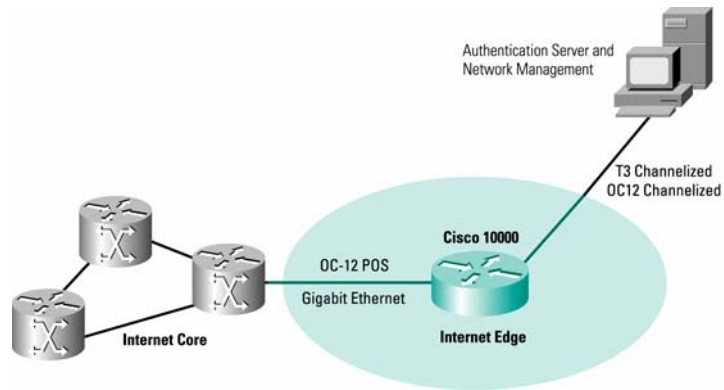 Authentication Server and
Network Management
T3 Channelized
OC12 Channelized
Cisco 10000
OC-12 POS
Gigabit Ethernet
Internet Core
Internet Edge